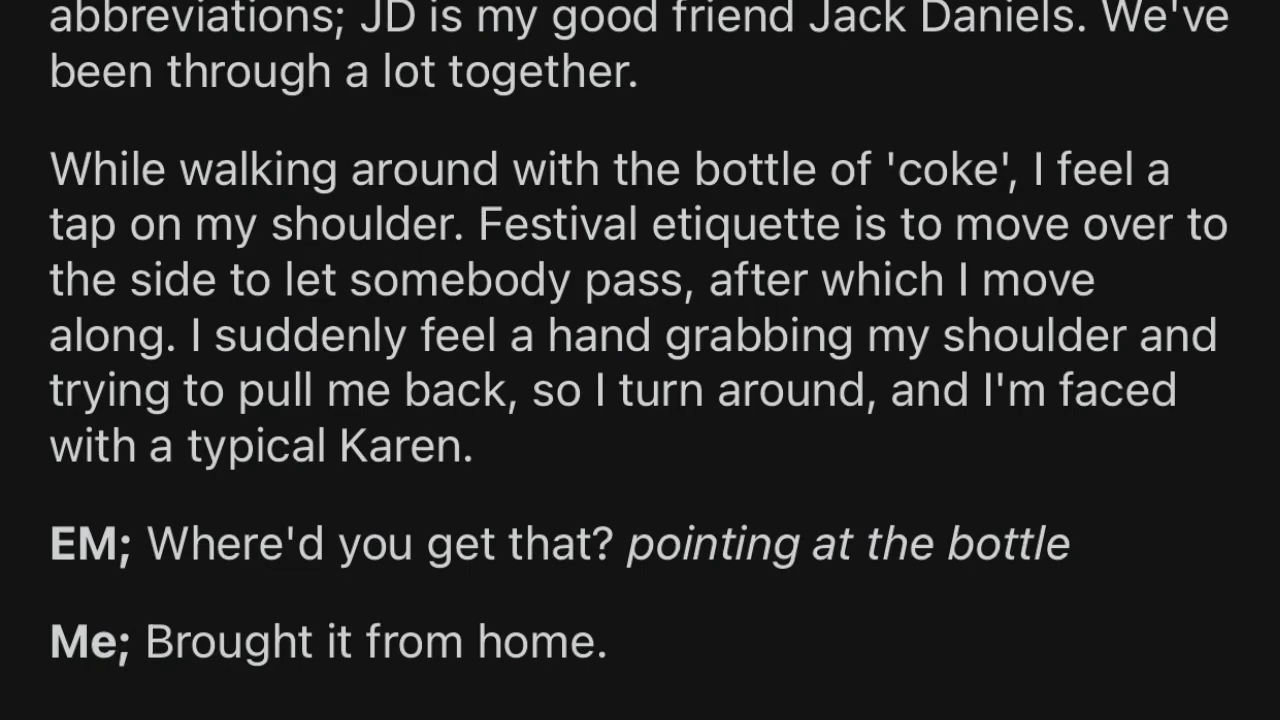 abbreviations; JD is my good friend Jack Daniels. We've
been through a lot together.
While walking around with the bottle of 'coke', I feel a
tap on my shoulder. Festival etiquette is to move over to
the side to let somebody pass, after which I move
along. I suddenly feel a hand grabbing my shoulder and
trying to pull me back, so I turn around, and I'm faced
with a typical Karen.
EM; Where'd you get that? pointing at the bottle
Me; Brought it from home.